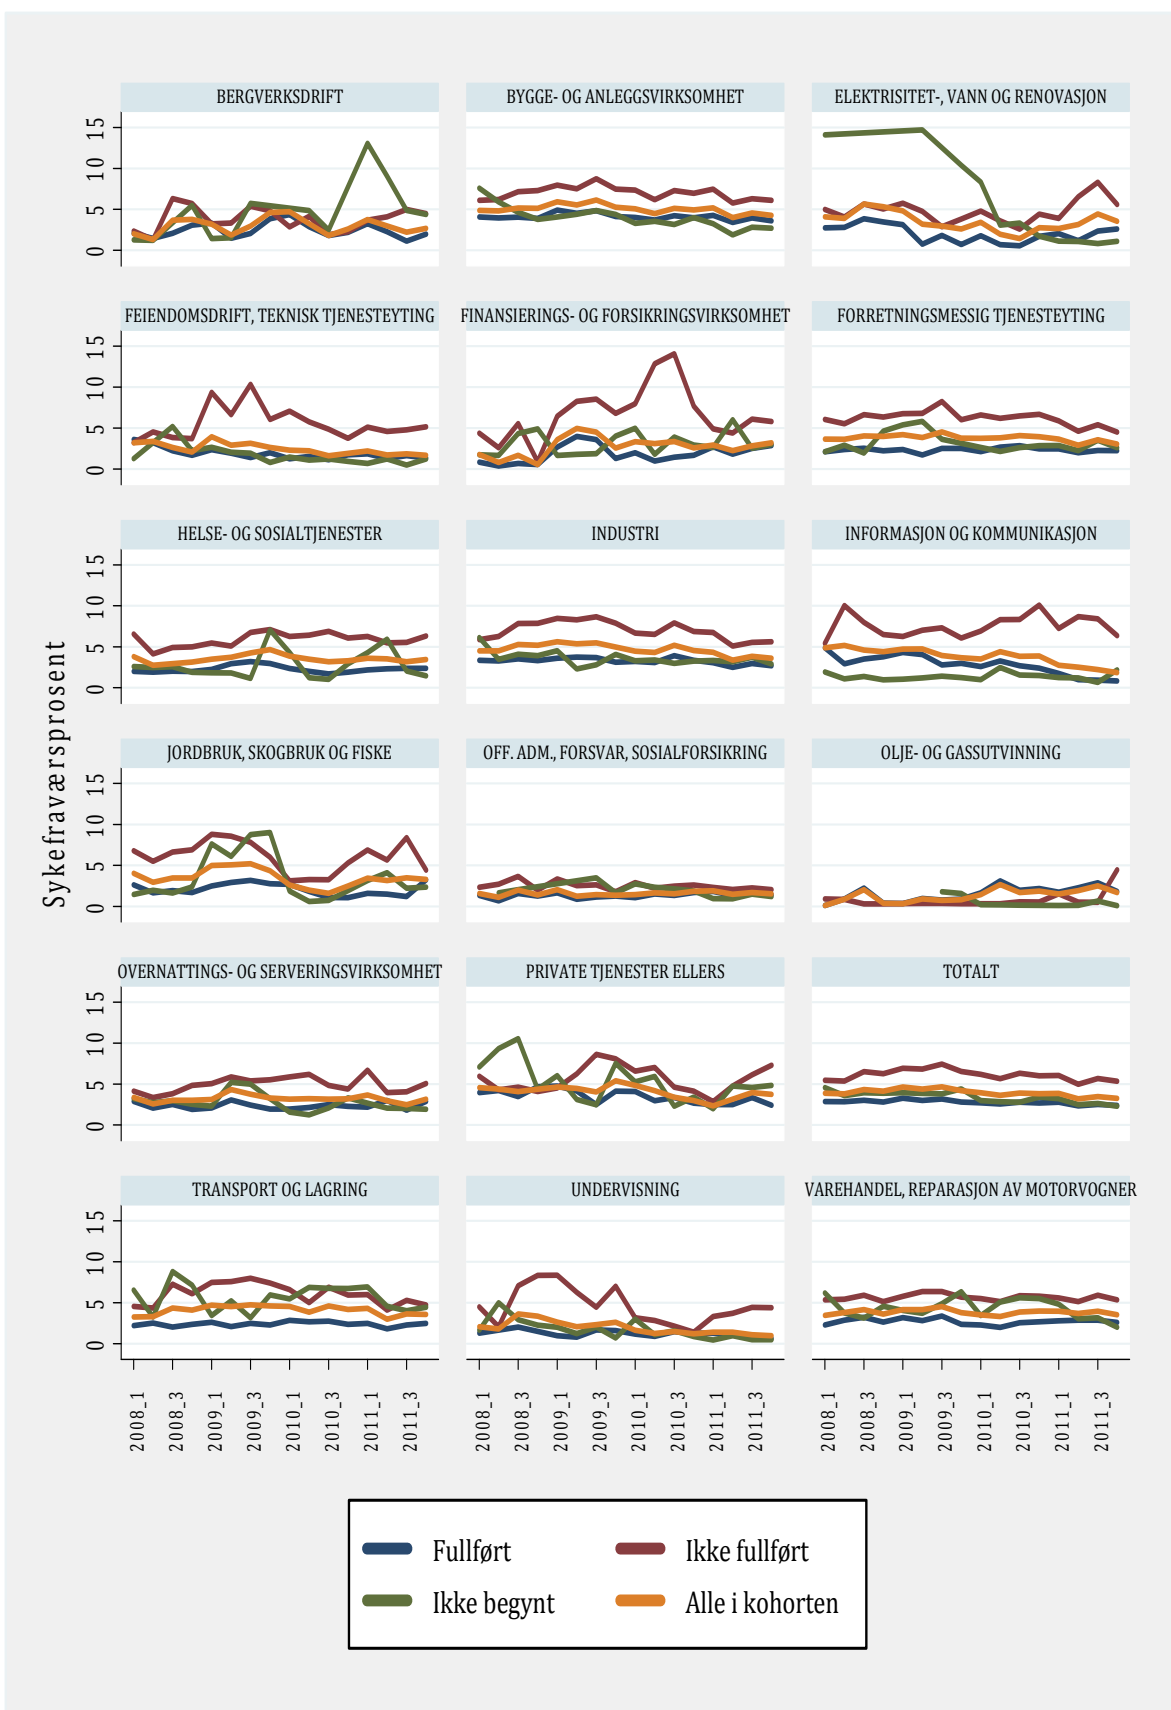 BERGVERKSDRIFT
BYGGE- OG ANLEGGSVIRKSOMHET
ELEKTRISITET-, VANN OG RENOVASJON
15
10
5
0
FEIENDOMSDRIFT, TEKNISK TJENESTEYTING
FINANSIERINGS- OG FORSIKRINGSVIRKSOMHET
FORRETNINGSMESSIG TJENESTEYTING
15
10
5
0
HELSE- OG SOSIALTJENESTER
INDUSTRI
INFORMASJON OG KOMMUNIKASJON
15
10
5
0
Sykefraværsprosent
JORDBRUK, SKOGBRUK OG FISKE
OFF. ADM., FORSVAR, SOSIALFORSIKRING
OLJE- OG GASSUTVINNING
15
10
5
0
OVERNATTINGS- OG SERVERINGSVIRKSOMHET
PRIVATE TJENESTER ELLERS
TOTALT
15
10
5
0
TRANSPORT OG LAGRING
UNDERVISNING
VAREHANDEL, REPARASJON AV MOTORVOGNER
15
10
5
0
2008_1
2008_3
2009_1
2009_3
2010_1
2010_3
2011_1
2011_3
2008_1
2008_3
2009_1
2009_3
2010_1
2010_3
2011_1
2011_3
2008_1
2008_3
2009_1
2009_3
2010_1
2010_3
2011_1
2011_3
Fullført
Ikke fullført
Ikke begynt
Alle i kohorten